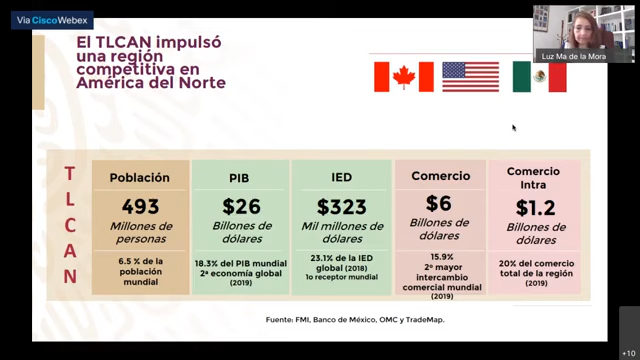 Via Cisco Webex
El TLCAN impulsó
una región
competitiva en
América del Norte
Luz Ma de la Mora
TLCAN
Población
493
Millones de
personas
6.5 % de la
población
mundial
PIB
$26
Billones de
dólares
18.3% del PIB mundial
2ª economía global
(2019)
IED
$323
Mil millones de
dólares
23.1% de la IED
global (2018)
1o receptor mundial
Comercio
$6
Billones de
dólares
15.9%
2º mayor
intercambio
comercial mundial
(2019)
Comercio
Intra
$1.2
Billones de
dólares
20% del comercio
total de la región
(2019)
Fuente: FMI, Banco de México, OMC y TradeMap.
+10